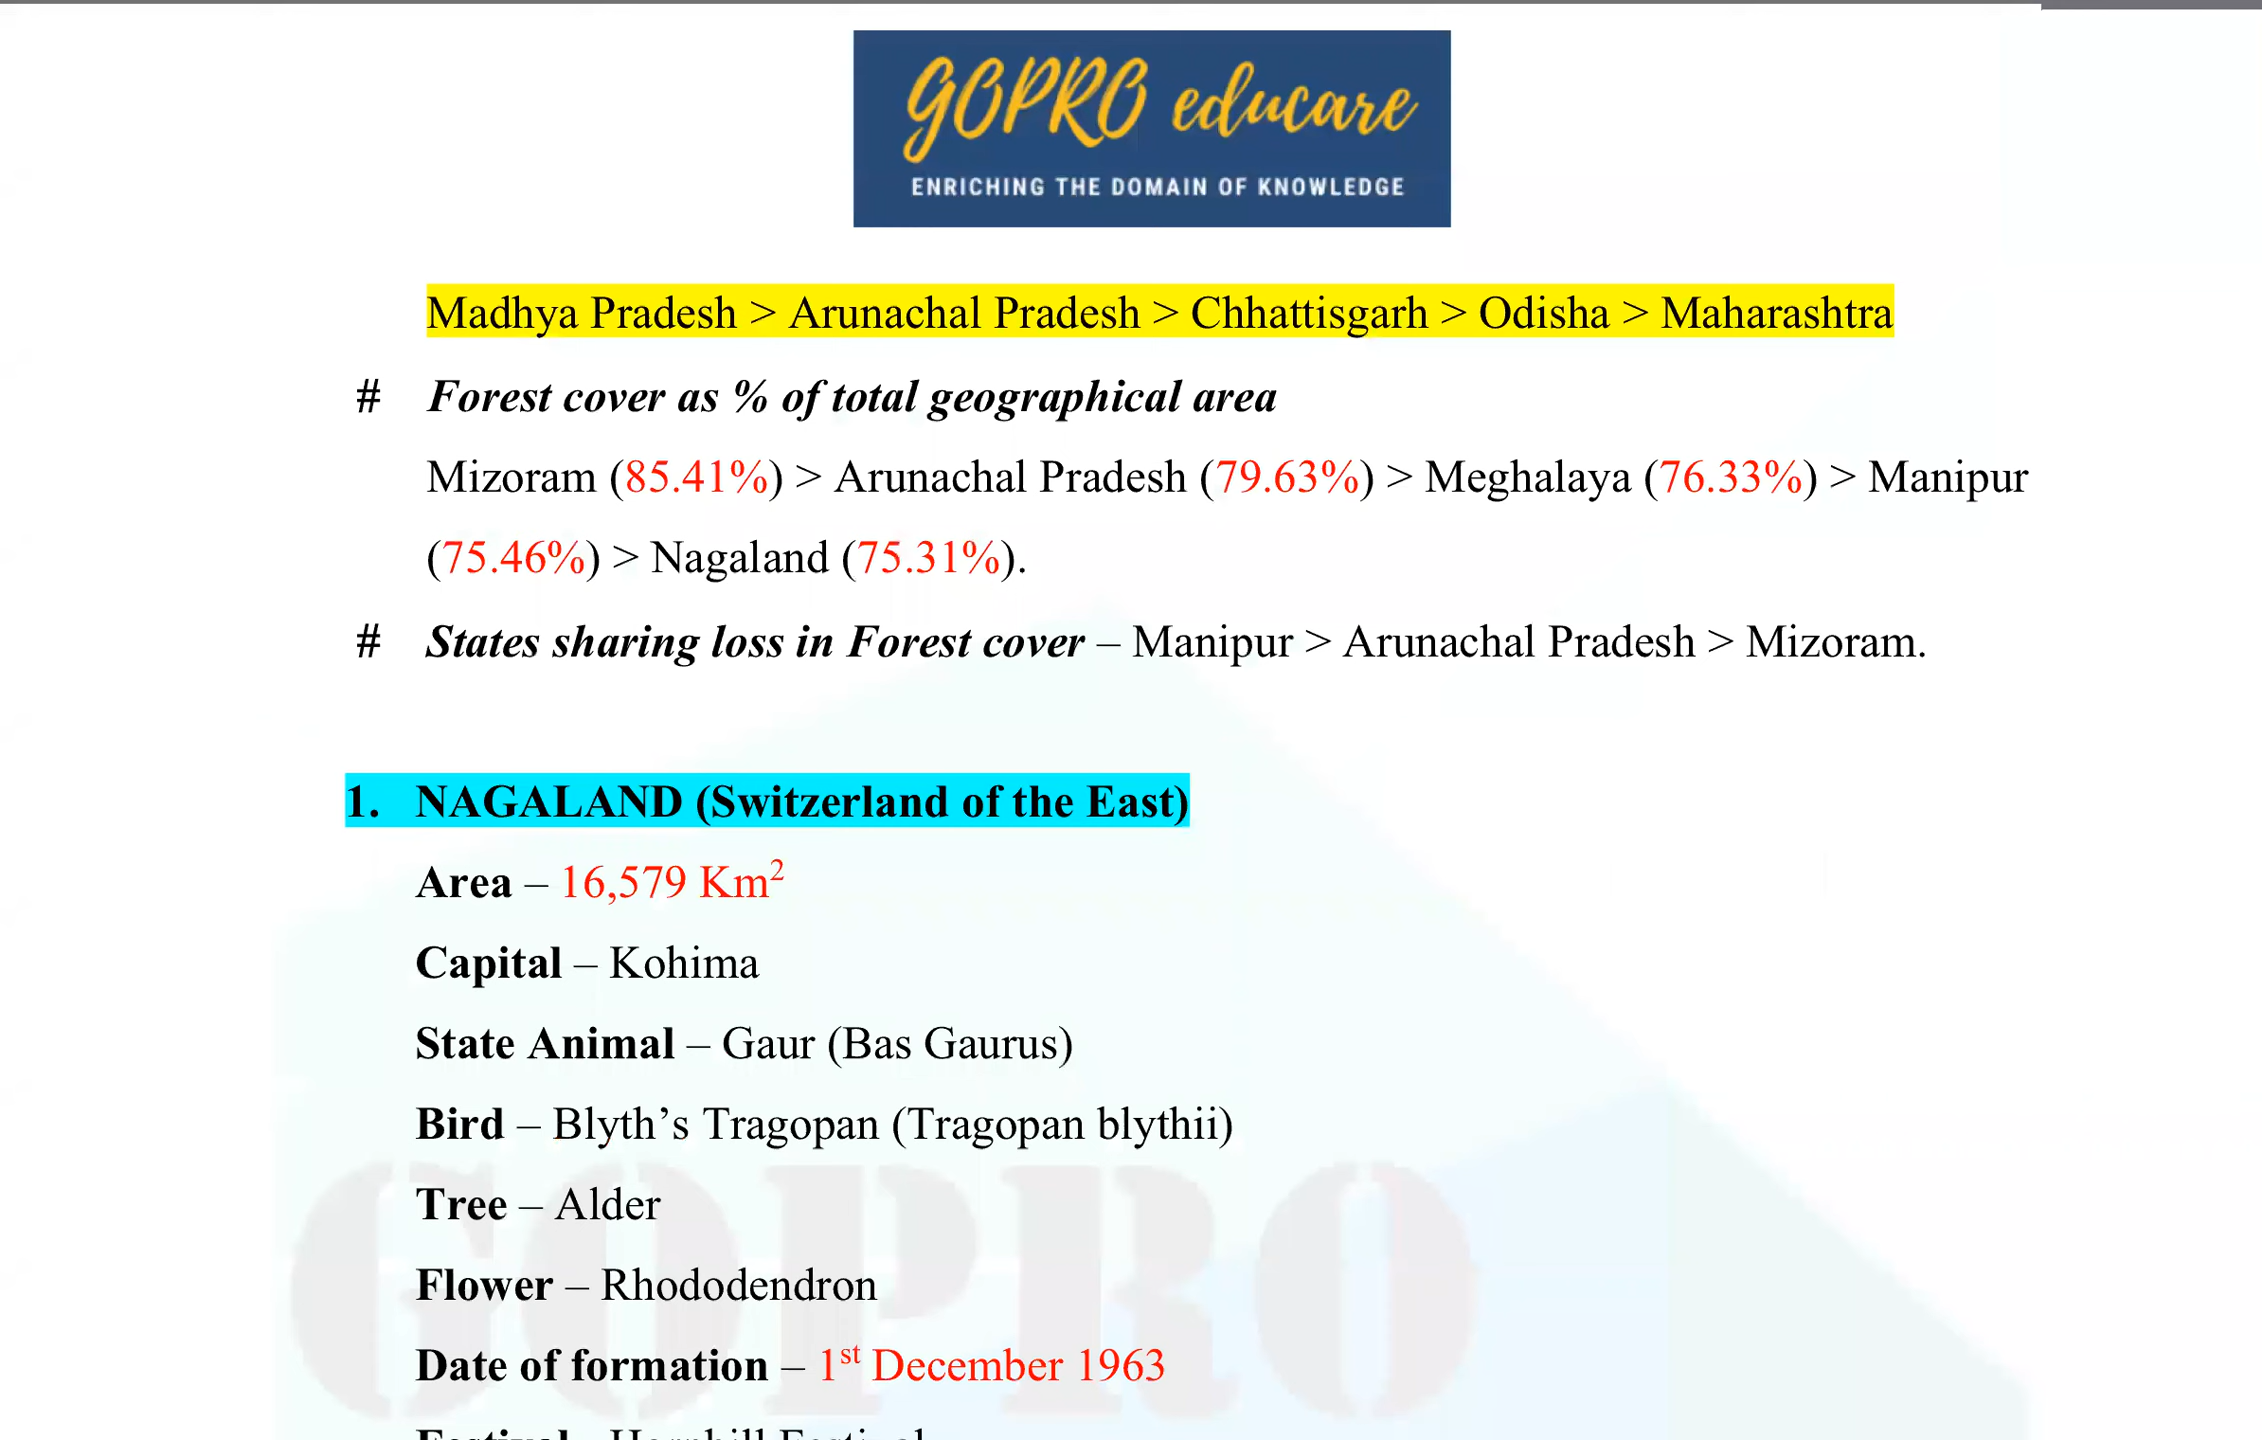 GOPRO educare
ENRICHING THE DOMAIN OF KNOWLEDGE
Madhya Pradesh > Arunachal Pradesh > Chhattisgarh > Odisha > Maharashtra
# Forest cover as % of total geographical area
Mizoram (85.41%) > Arunachal Pradesh (79.63%) > Meghalaya (76.33%) > Manipur
(75.46%) > Nagaland (75.31%).
# States sharing loss in Forest cover – Manipur > Arunachal Pradesh > Mizoram.
1. NAGALAND (Switzerland of the East)
Area – 16,579 Km²
Capital – Kohima
State Animal – Gaur (Bas Gaurus)
Bird – Blyth’s Tragopan (Tragopan blythii)
Tree – Alder
Flower – Rhododendron
Date of formation – 1st December 1963
Festival - Hornbill Festival
GOPRO